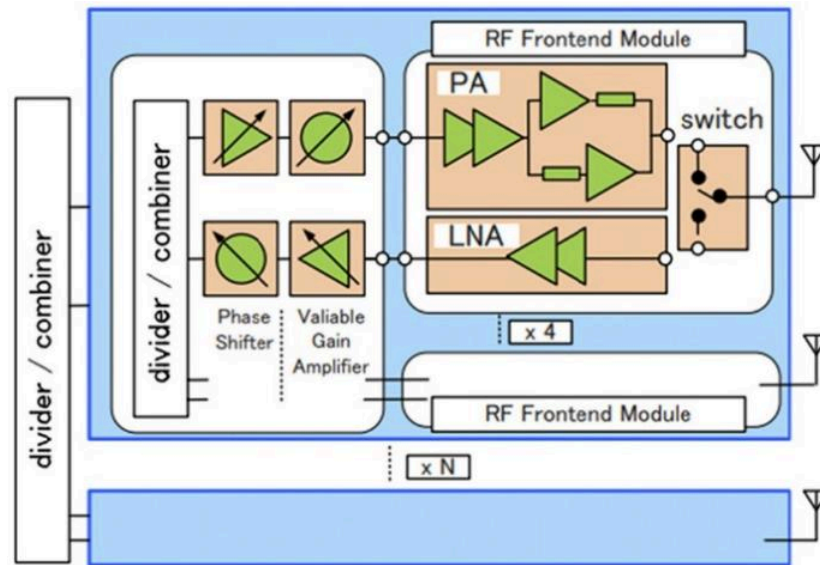 RF Frontend Module
PA
switch
LNA
divider / combiner
divider / combiner
Phase
Shifter
Valiable
Gain
Amplifier
x 4
RF Frontend Module
x N